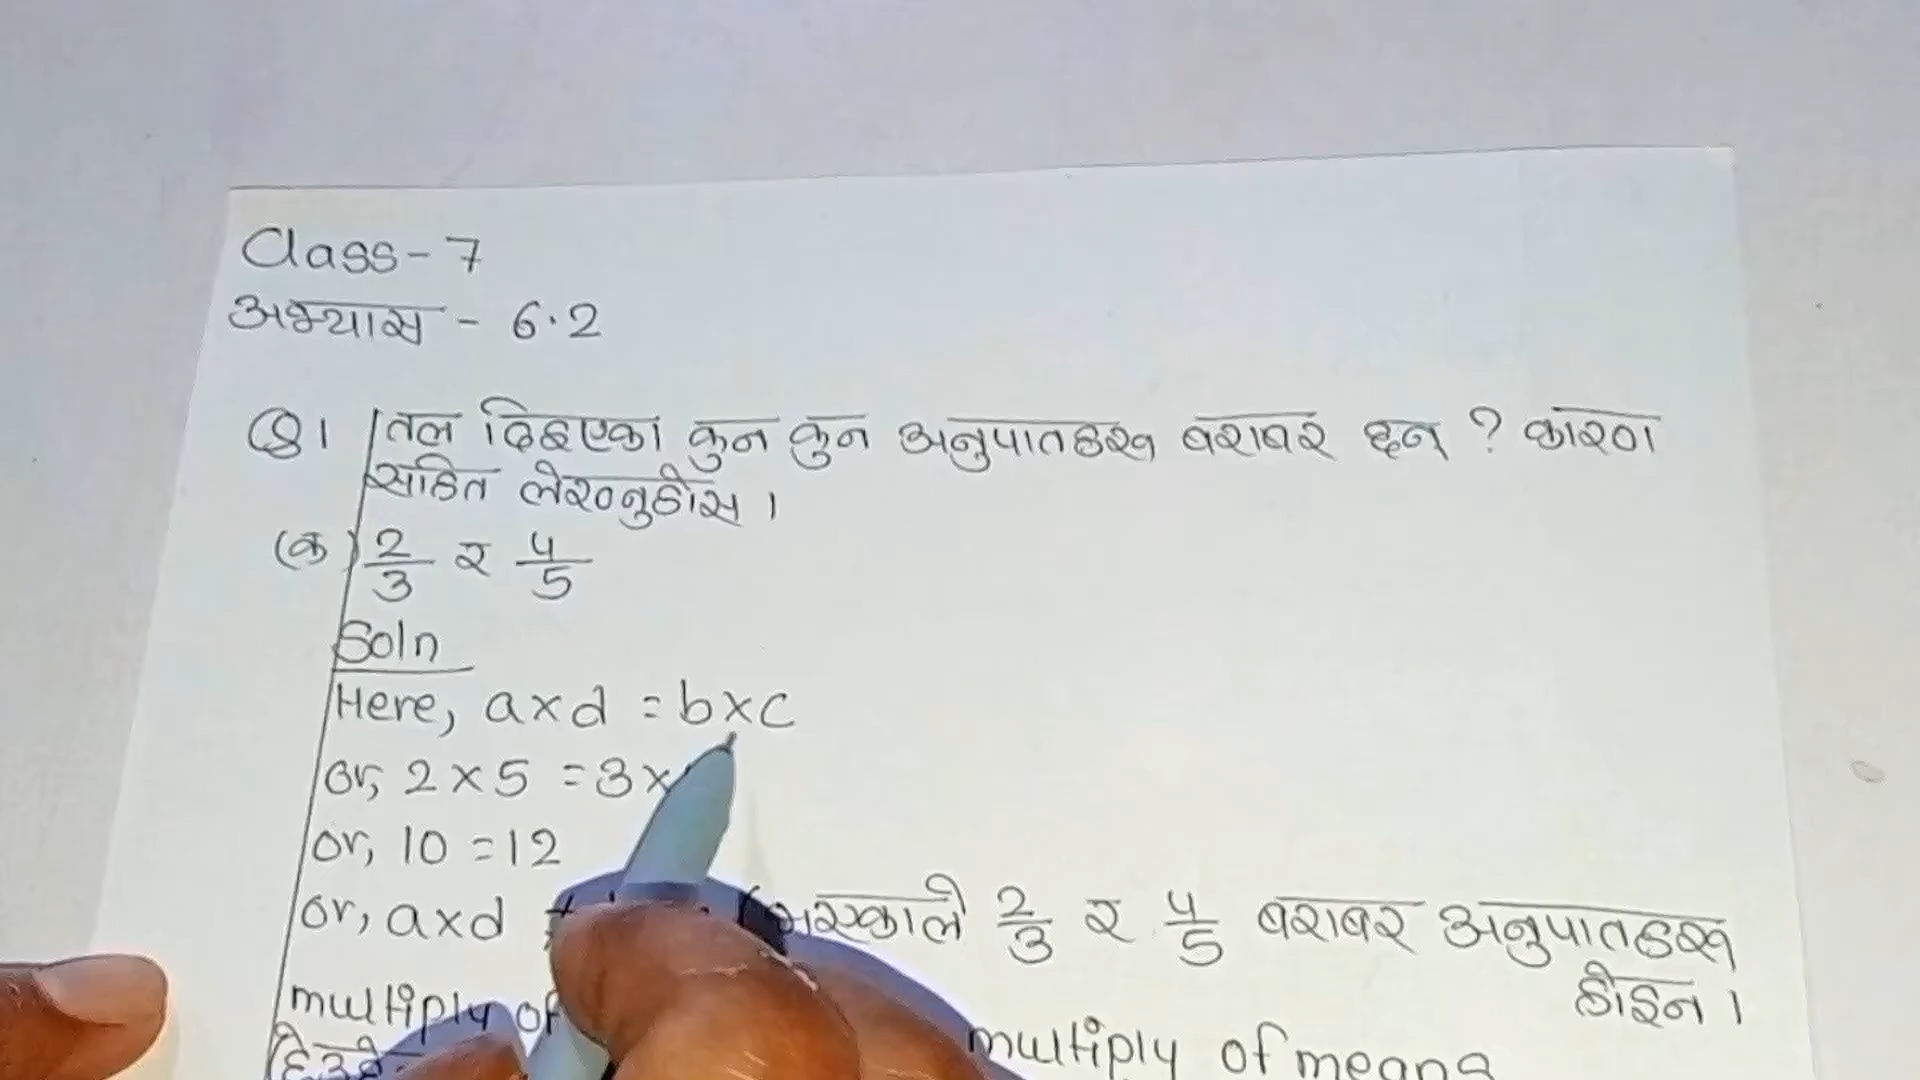 Class - 7
अभ्यास - 6.2
Q1 तल दिइएका कुन कुन अनुपातहरू बराबर छन् ? कारण
सहित लेख्नुहोस ।
(क) 2/3 र 4/5
Soln
Here, a×d = b×c
or, 2×5 = 3×
or, 10 = 12
or, a×d ≠ 2/3 र 4/5 बराबर अनुपातहरू
होइन ।
multiply of multiply of means